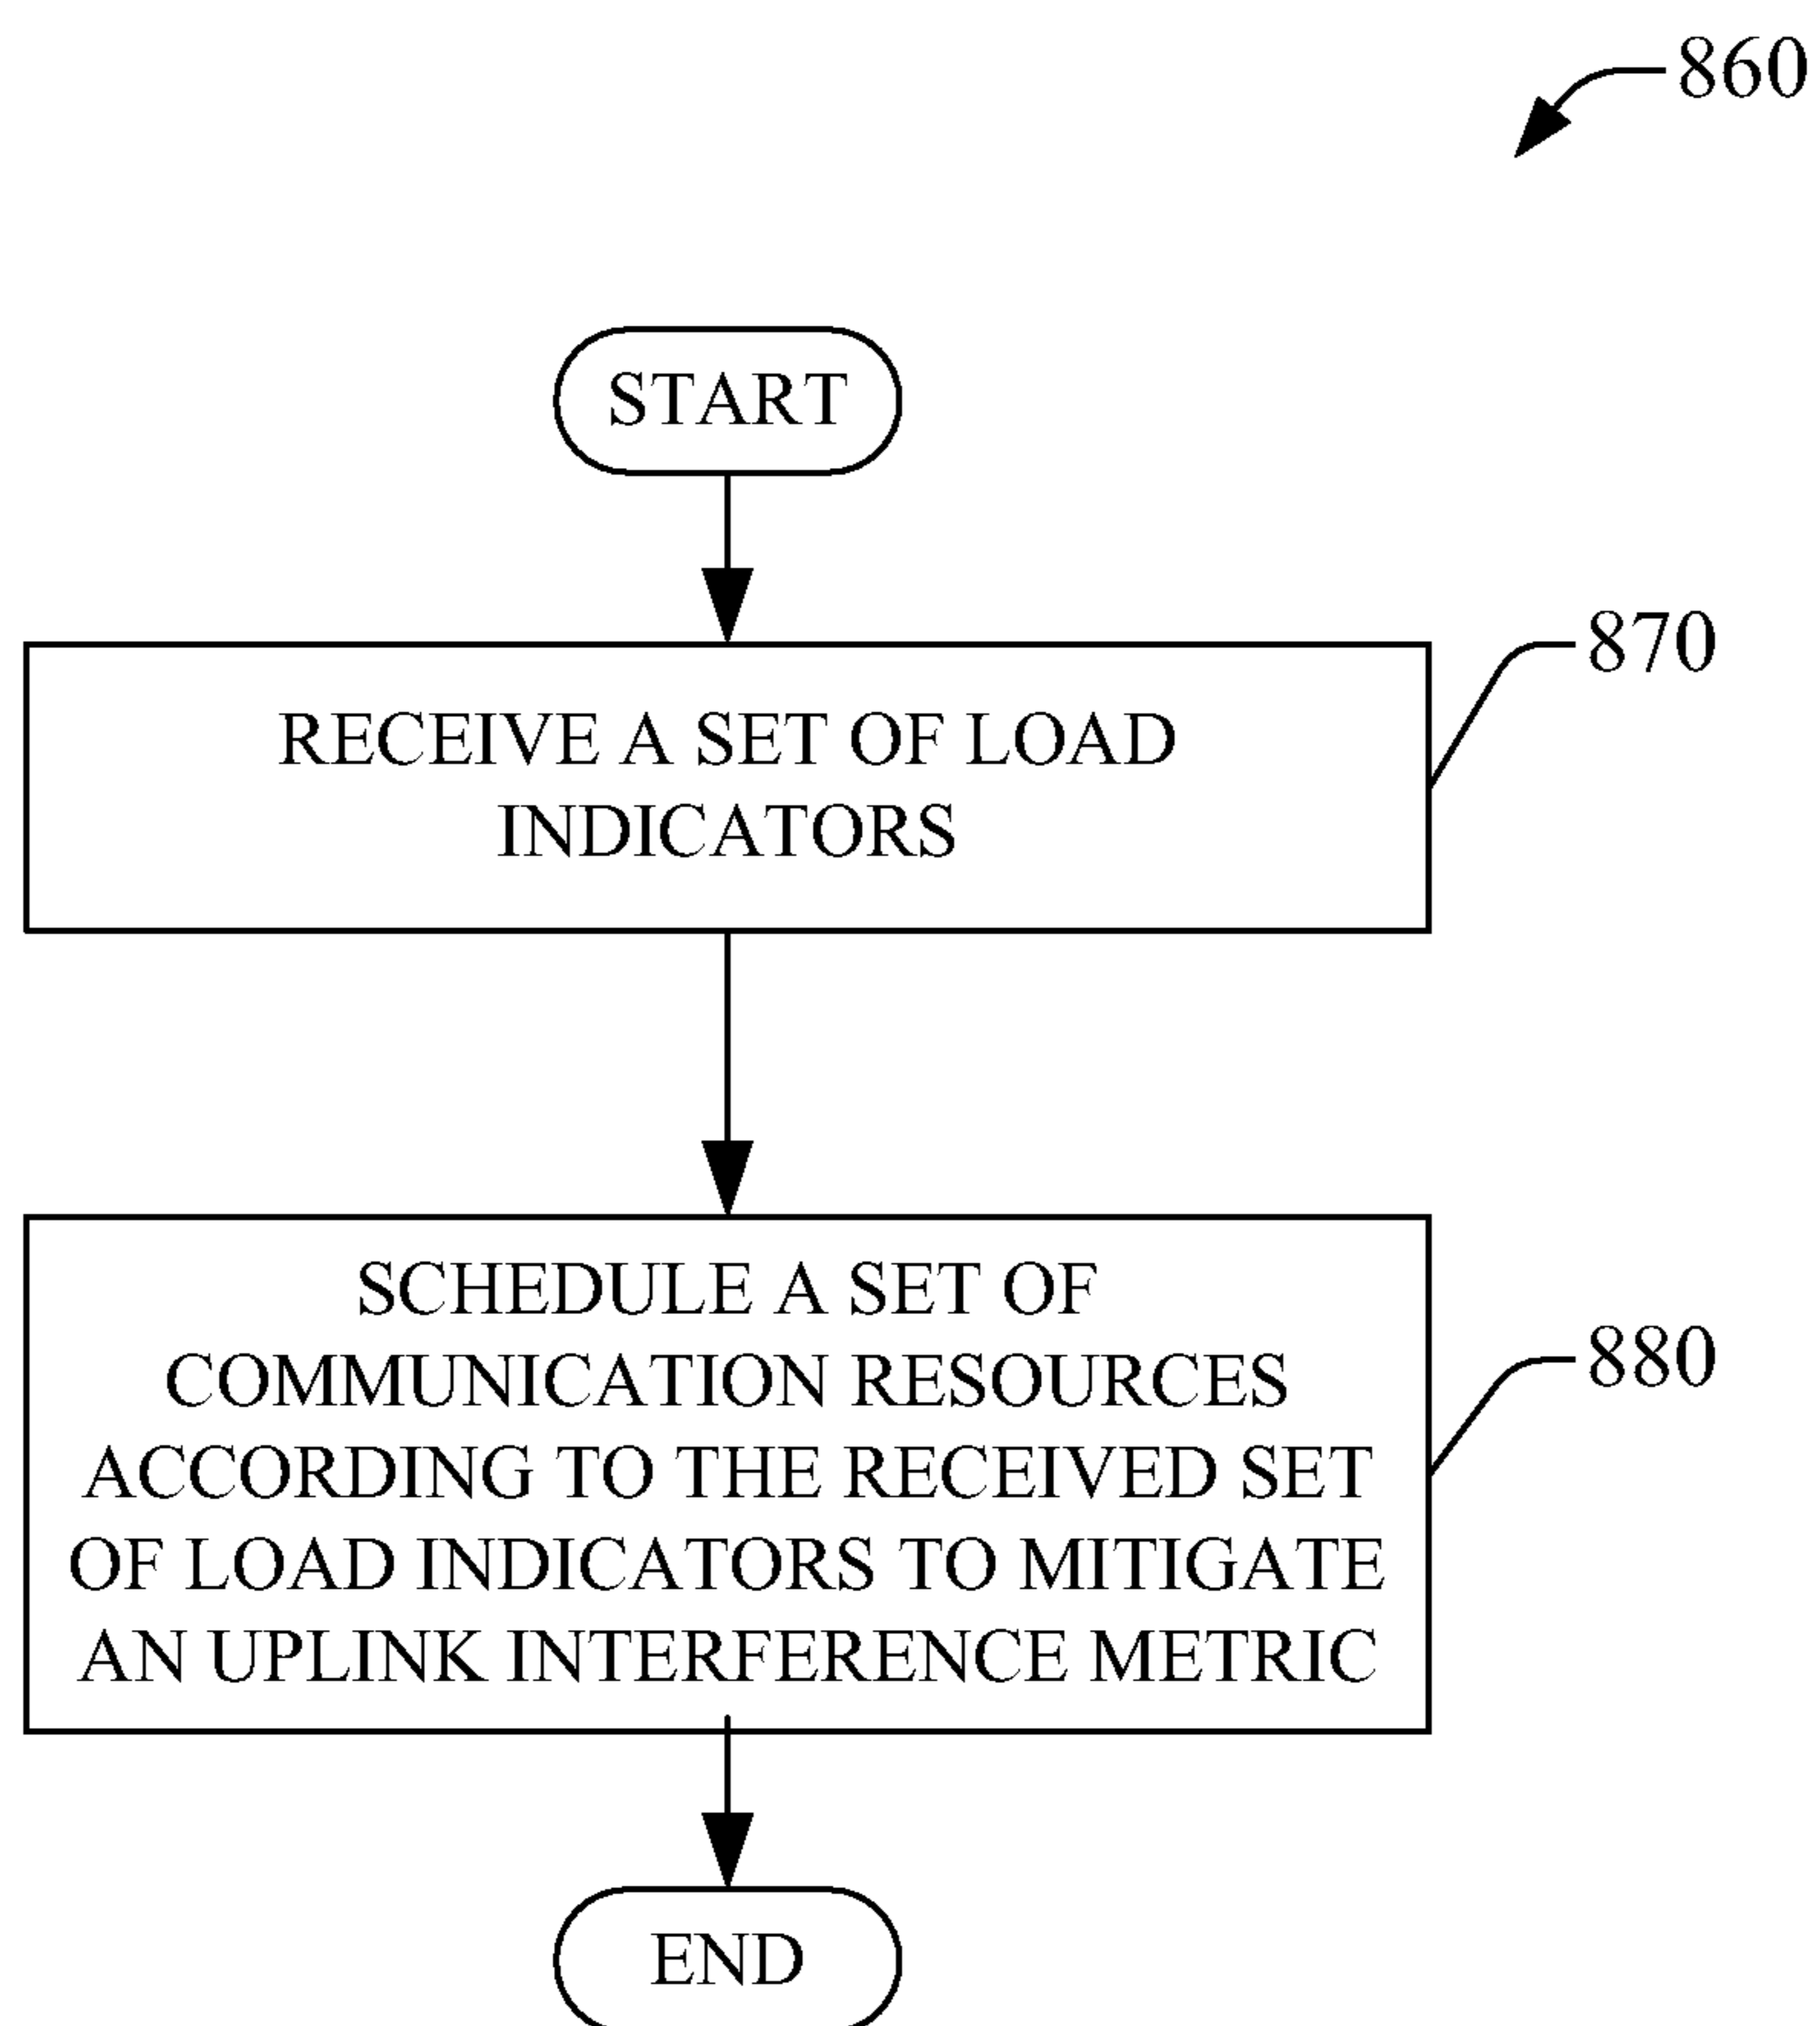 860
START
870
RECEIVE A SET OF LOAD
INDICATORS
880
SCHEDULE A SET OF
COMMUNICATION RESOURCES
ACCORDING TO THE RECEIVED SET
OF LOAD INDICATORS TO MITIGATE
AN UPLINK INTERFERENCE METRIC
END